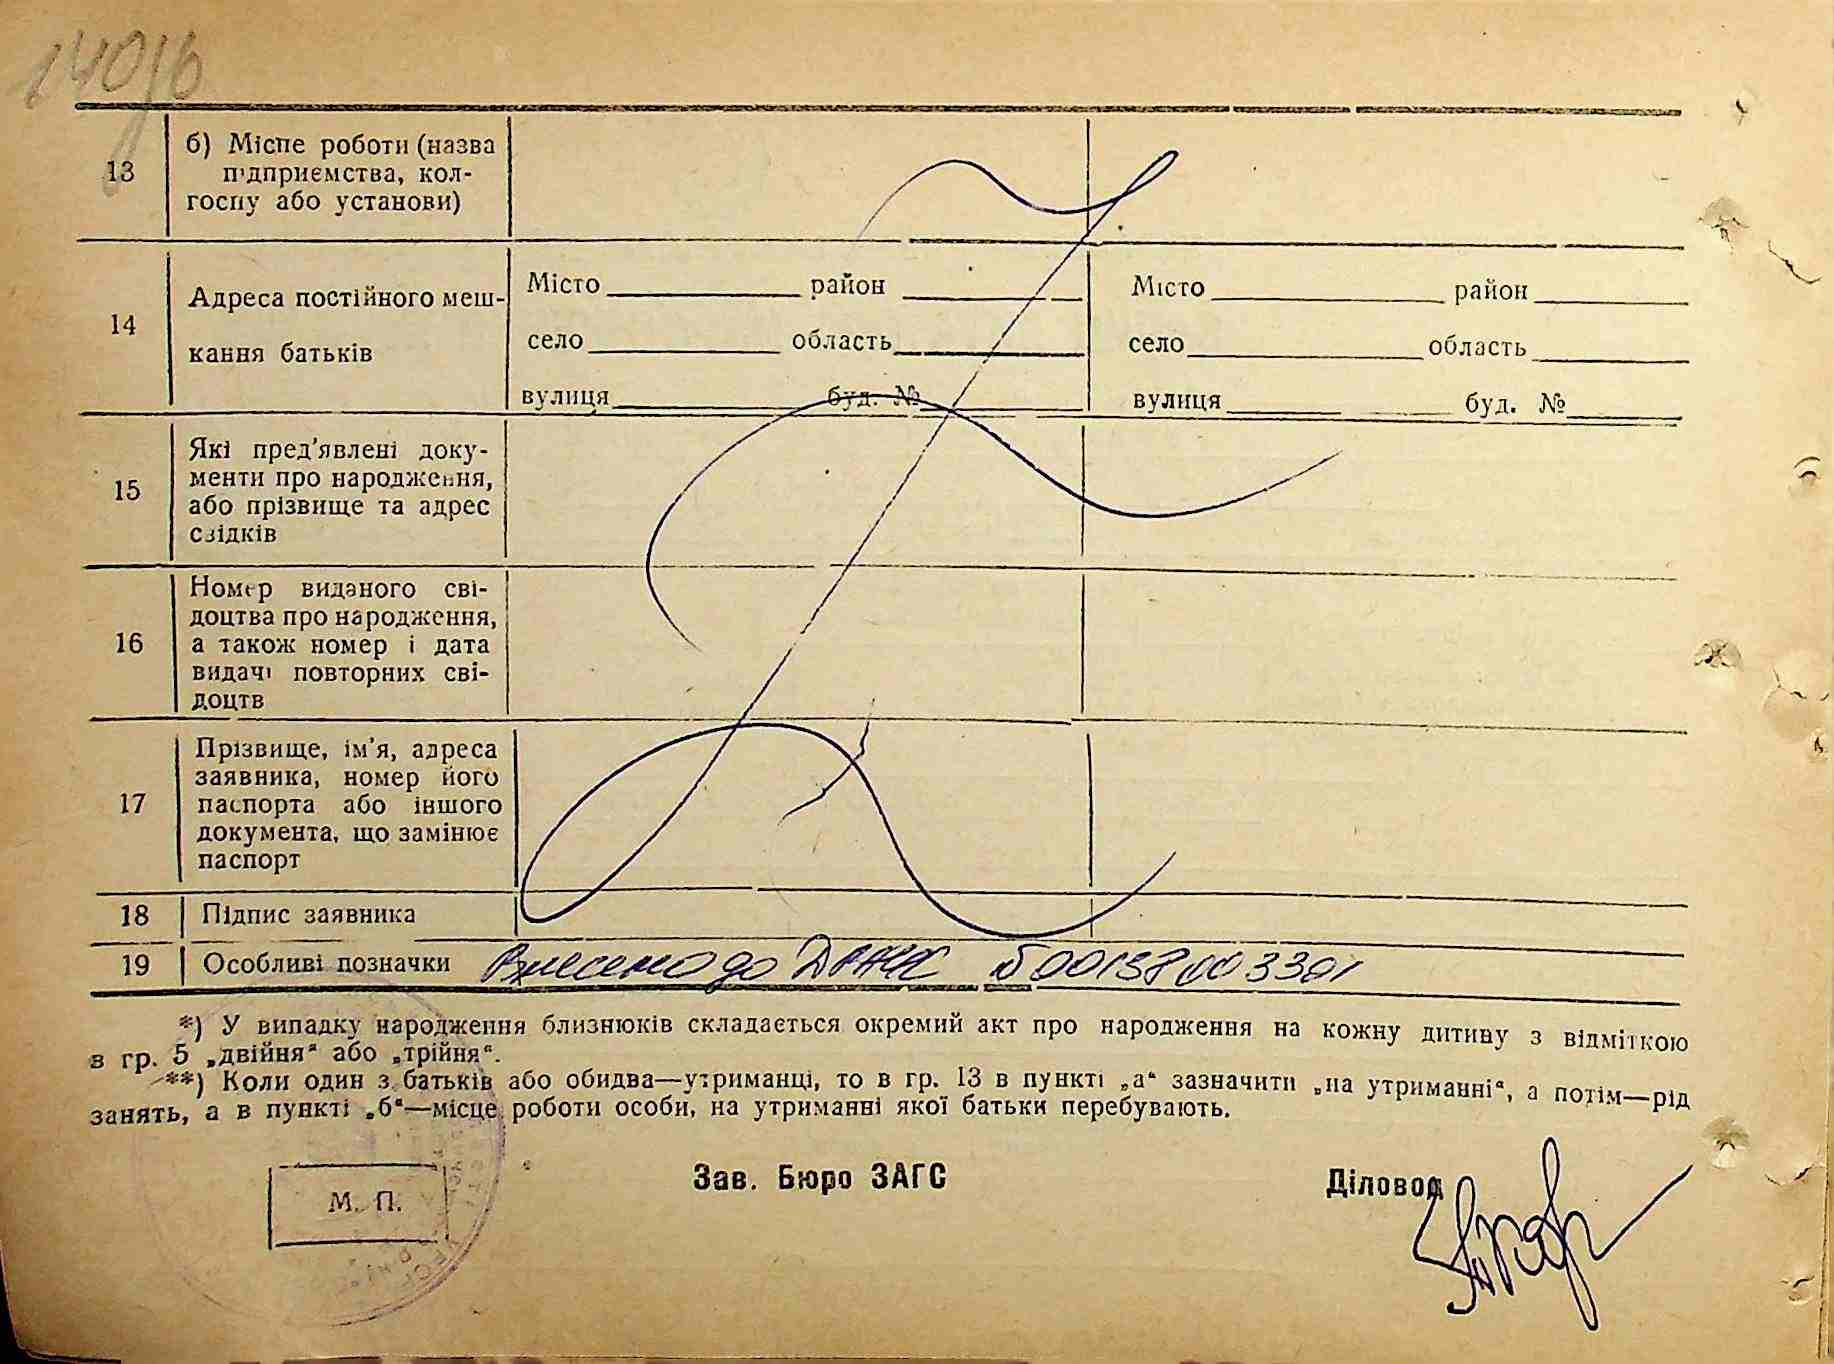 13 б) Місце роботи (назва
підприємства, кол-
госпу або установи)
14 Адреса постійного меш-
кання батьків
Місто район
село область
вулиця буд. №
Місто район
село область
вулиця буд. №
15 Які пред'явлені доку-
менти про народження,
або прізвище та адрес
свідків
16 Номер виданого сві-
доцтва про народження,
а також номер і дата
видачі повторних сві-
доцтв
17 Прізвище, ім'я, адреса
заявника, номер його
паспорта або іншого
документа, що замінює
паспорт
18 Підпис заявника
19 Особливі позначки Внесено до
*) У випадку народження близнюків складається окремий акт про народження на кожну дитину з відміткою
в гр. 5 „двійня“ або „трійня“.
**) Коли один з батьків або обидва—утриманці, то в гр. 13 в пункті „а“ зазначити „на утриманні“, а потім—рід
занять, а в пункті „б“—місце роботи особи, на утриманні якої батьки перебувають.
М. П.
Зав. Бюро ЗАГС
Діловод